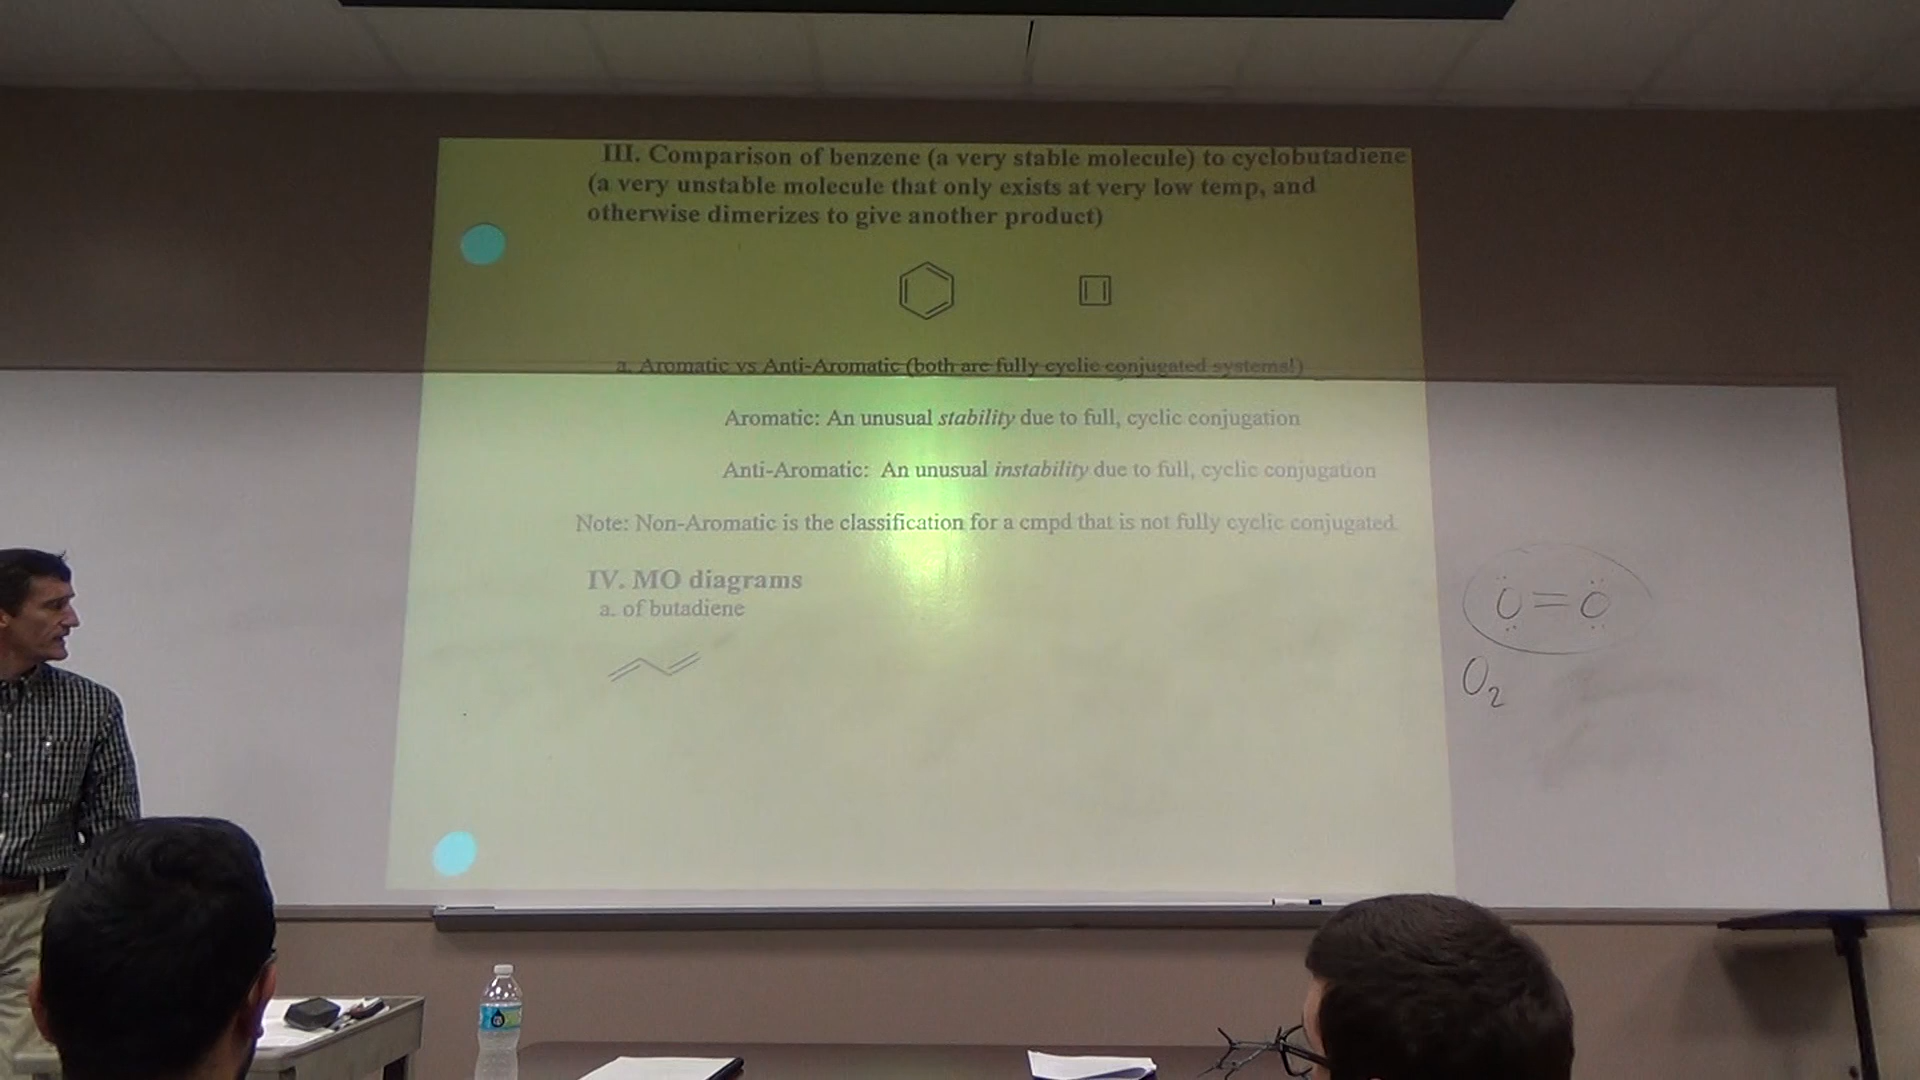 III. Comparison of benzene (a very stable molecule) to cyclobutadiene
(a very unstable molecule that only exists at very low temp, and
otherwise dimerizes to give another product)
a. Aromatic vs Anti-Aromatic (both are fully cyclic conjugated systems!)
Aromatic: An unusual stability due to full, cyclic conjugation
Anti-Aromatic: An unusual instability due to full, cyclic conjugation
Note: Non-Aromatic is the classification for a cmpd that is not fully cyclic conjugated.
IV. MO diagrams
a. of butadiene
O=O
O2